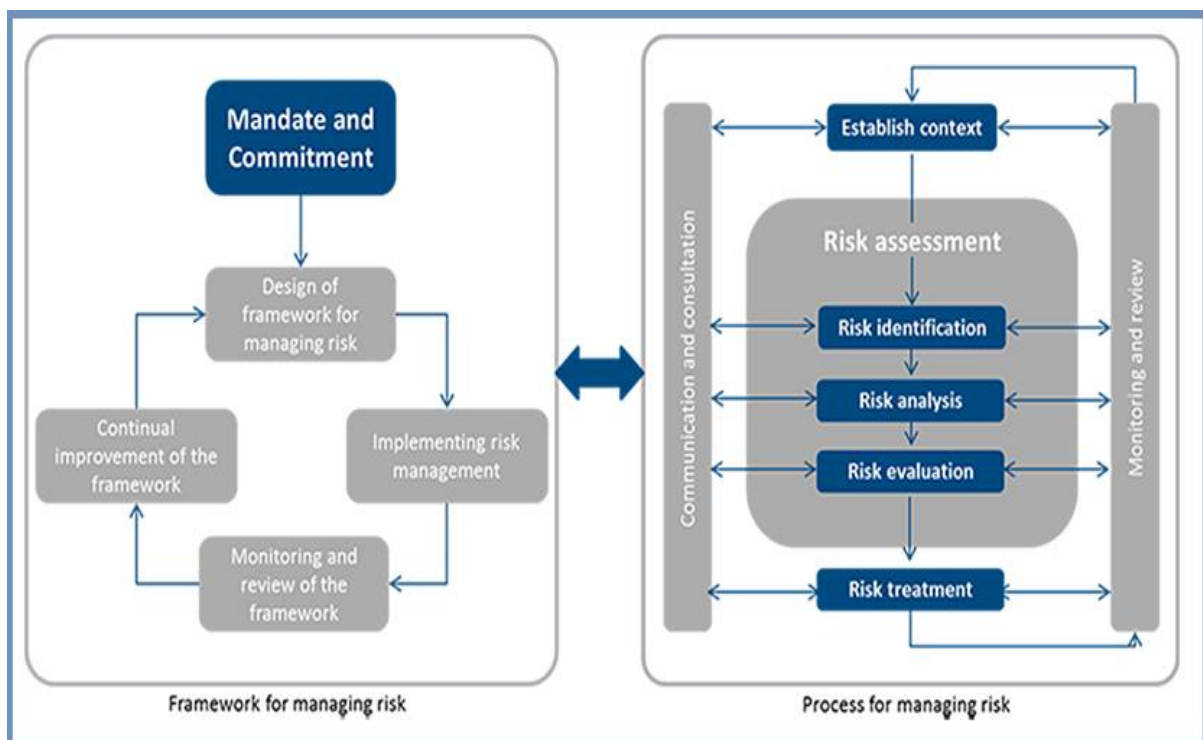 Mandate and
Commitment
Design of
framework for
managing risk
Continual
improvement of the
framework
Implementing risk
management
Monitoring and
review of the
framework
Framework for managing risk
Communication and consultation
Establish context
Risk assessment
Risk identification
Risk analysis
Risk evaluation
Risk treatment
Monitoring and review
Process for managing risk